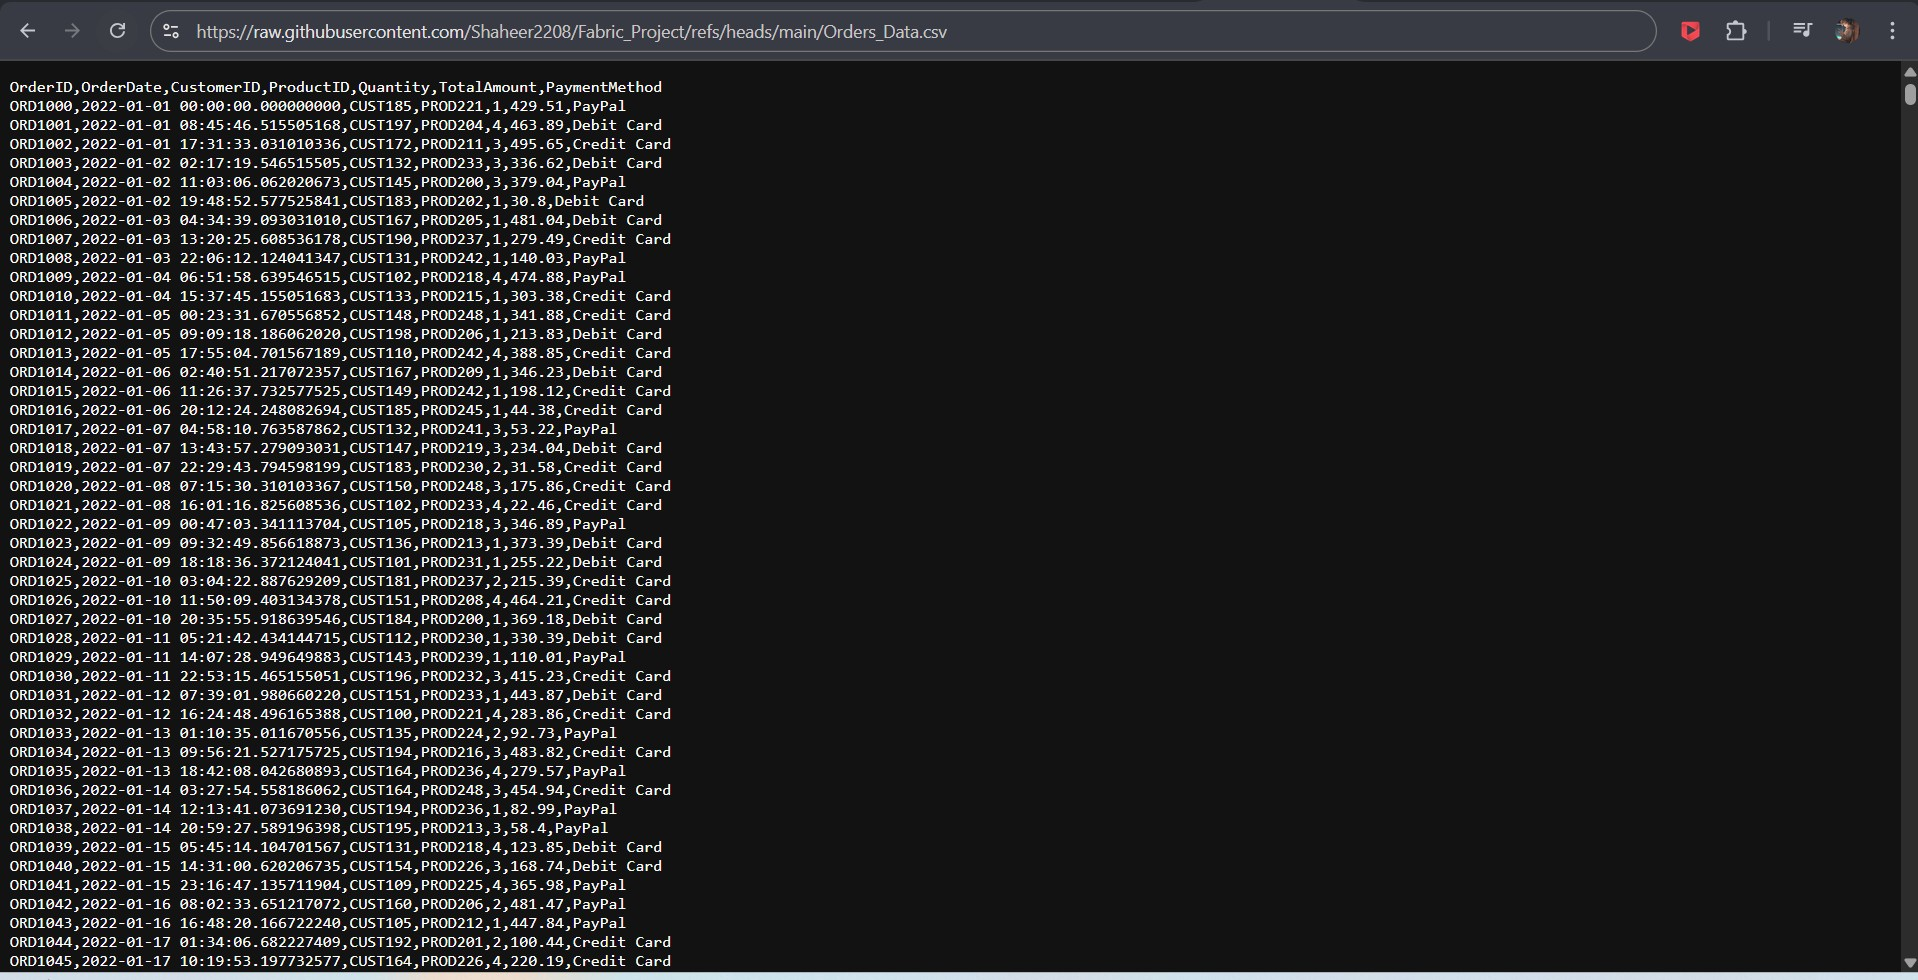 https://raw.githubusercontent.com/Shaheer2208/Fabric_Project/refs/heads/main/Orders_Data.csv
OrderID,OrderDate,CustomerID,ProductID,Quantity,TotalAmount,PaymentMethod
ORD1000,2022-01-01 00:00:00.000000000,CUST185,PROD221,1,429.51,PayPal
ORD1001,2022-01-01 08:45:46.515505168,CUST197,PROD204,4,463.89,Debit Card
ORD1002,2022-01-01 17:31:33.031010336,CUST172,PROD211,3,495.65,Credit Card
ORD1003,2022-01-02 02:17:19.546515505,CUST132,PROD233,3,336.62,Debit Card
ORD1004,2022-01-02 11:03:06.062020673,CUST145,PROD200,3,379.04,PayPal
ORD1005,2022-01-02 19:48:52.577525841,CUST183,PROD202,1,30.8,Debit Card
ORD1006,2022-01-03 04:34:39.093031010,CUST167,PROD205,1,481.04,Debit Card
ORD1007,2022-01-03 13:20:25.608536178,CUST190,PROD237,1,279.49,Credit Card
ORD1008,2022-01-03 22:06:12.124041347,CUST131,PROD242,1,140.03,PayPal
ORD1009,2022-01-04 06:51:58.639546515,CUST102,PROD218,4,474.88,PayPal
ORD1010,2022-01-04 15:37:45.155051683,CUST133,PROD215,1,303.38,Credit Card
ORD1011,2022-01-05 00:23:31.670556852,CUST148,PROD248,1,341.88,Credit Card
ORD1012,2022-01-05 09:09:18.186062020,CUST198,PROD206,1,213.83,Debit Card
ORD1013,2022-01-05 17:55:04.701567189,CUST110,PROD242,4,388.85,Credit Card
ORD1014,2022-01-06 02:40:51.217072357,CUST167,PROD209,1,346.23,Debit Card
ORD1015,2022-01-06 11:26:37.732577525,CUST149,PROD242,1,198.12,Credit Card
ORD1016,2022-01-06 20:12:24.248082694,CUST185,PROD245,1,44.38,Credit Card
ORD1017,2022-01-07 04:58:10.763587862,CUST132,PROD241,3,53.22,PayPal
ORD1018,2022-01-07 13:43:57.279093031,CUST147,PROD219,3,234.04,Debit Card
ORD1019,2022-01-07 22:29:43.794598199,CUST183,PROD230,2,31.58,Credit Card
ORD1020,2022-01-08 07:15:30.310103367,CUST150,PROD248,3,175.86,Credit Card
ORD1021,2022-01-08 16:01:16.825608536,CUST102,PROD233,4,22.46,Credit Card
ORD1022,2022-01-09 00:47:03.341113704,CUST105,PROD218,3,346.89,PayPal
ORD1023,2022-01-09 09:32:49.856618873,CUST136,PROD213,1,373.39,Debit Card
ORD1024,2022-01-09 18:18:36.372124041,CUST101,PROD231,1,255.22,Debit Card
ORD1025,2022-01-10 03:04:22.887629209,CUST181,PROD237,2,215.39,Credit Card
ORD1026,2022-01-10 11:50:09.403134378,CUST151,PROD208,4,464.21,Credit Card
ORD1027,2022-01-10 20:35:55.918639546,CUST184,PROD200,1,369.18,Debit Card
ORD1028,2022-01-11 05:21:42.434144715,CUST112,PROD230,1,330.39,Debit Card
ORD1029,2022-01-11 14:07:28.949649883,CUST143,PROD239,1,110.01,PayPal
ORD1030,2022-01-11 22:53:15.465155051,CUST196,PROD232,3,415.23,Credit Card
ORD1031,2022-01-12 07:39:01.980660220,CUST151,PROD233,1,443.87,Debit Card
ORD1032,2022-01-12 16:24:48.496165388,CUST100,PROD221,4,283.86,Credit Card
ORD1033,2022-01-13 01:10:35.011670556,CUST135,PROD224,2,92.73,PayPal
ORD1034,2022-01-13 09:56:21.527175725,CUST194,PROD216,3,483.82,Credit Card
ORD1035,2022-01-13 18:42:08.042680893,CUST164,PROD236,4,279.57,PayPal
ORD1036,2022-01-14 03:27:54.558186062,CUST164,PROD248,3,454.94,Credit Card
ORD1037,2022-01-14 12:13:41.073691230,CUST194,PROD236,1,82.99,PayPal
ORD1038,2022-01-14 20:59:27.589196398,CUST195,PROD213,3,58.4,PayPal
ORD1039,2022-01-15 05:45:14.104701567,CUST131,PROD218,4,123.85,Debit Card
ORD1040,2022-01-15 14:31:00.620206735,CUST154,PROD226,3,168.74,Debit Card
ORD1041,2022-01-15 23:16:47.135711904,CUST109,PROD225,4,365.98,PayPal
ORD1042,2022-01-16 08:02:33.651217072,CUST160,PROD206,2,481.47,PayPal
ORD1043,2022-01-16 16:48:20.166722240,CUST105,PROD212,1,447.84,PayPal
ORD1044,2022-01-17 01:34:06.682227409,CUST192,PROD201,2,100.44,Credit Card
ORD1045,2022-01-17 10:19:53.197732577,CUST164,PROD226,4,220.19,Credit Card